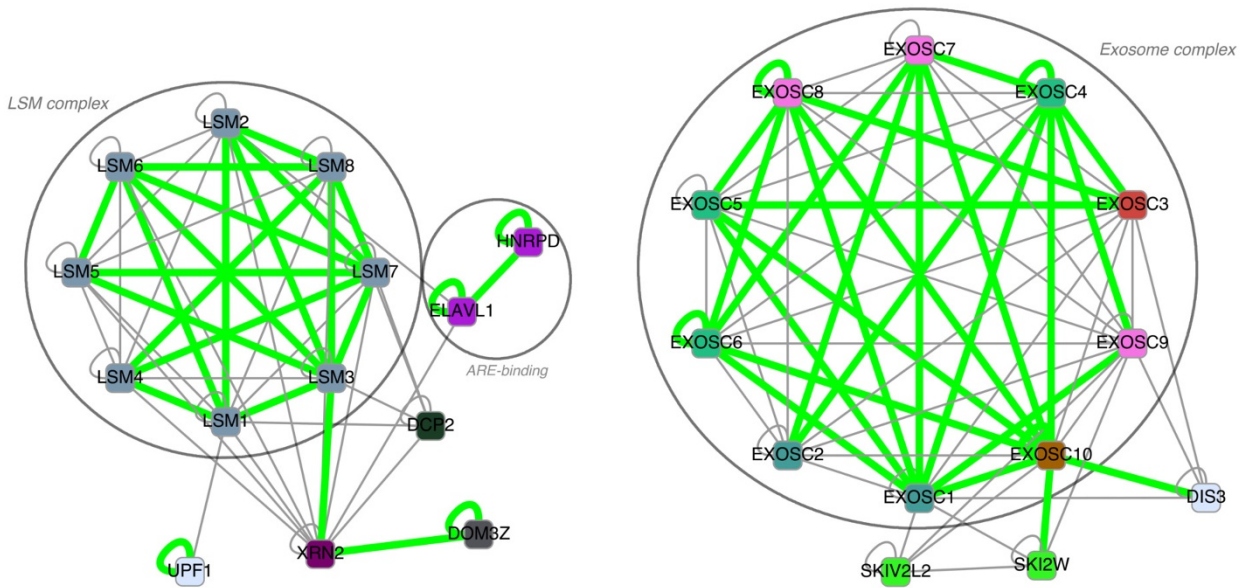 LSM complex
LSM2
LSM6
LSM8
LSM5
LSM7
LSM4
LSM3
LSM1
HNRPD
ELAVL1
ARE-binding
DCP2
DOM3Z
XRN2
UPF1
Exosome complex
EXOSC7
EXOSC8
EXOSC4
EXOSC5
EXOSC3
EXOSC6
EXOSC9
EXOSC2
EXOSC10
EXOSC1
DIS3
SKIV2L2
SKI2W